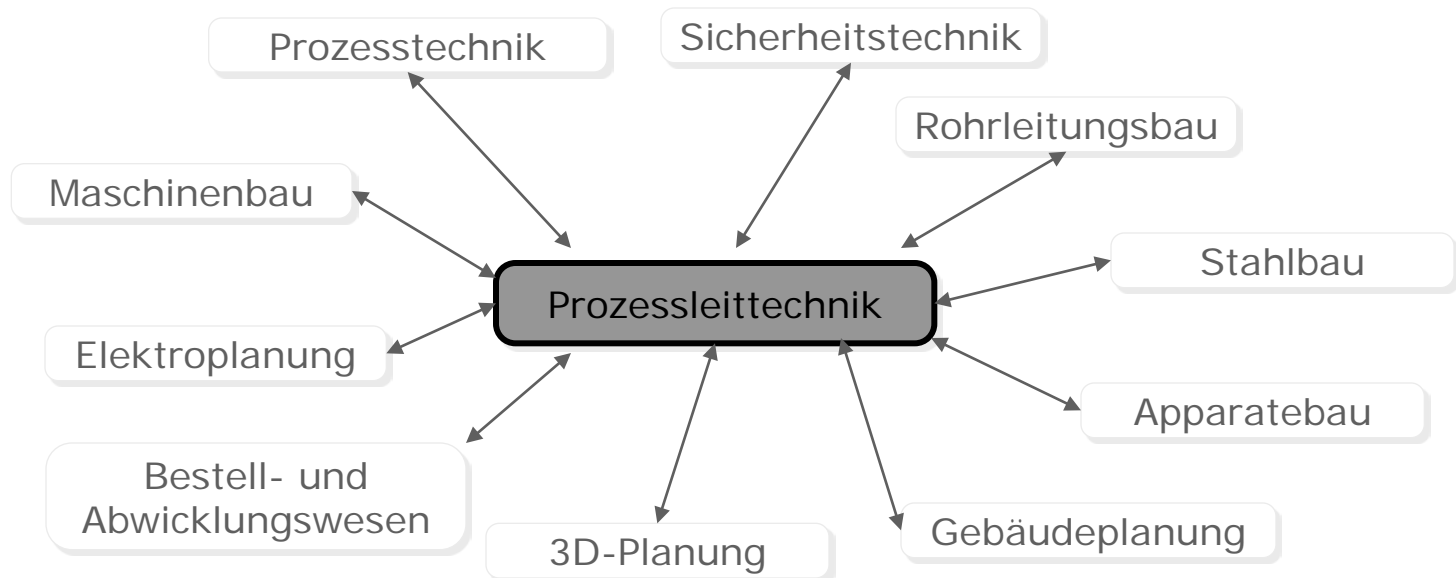 Prozesstechnik
Sicherheitstechnik
Rohrleitungsbau
Maschinenbau
Stahlbau
Prozessleittechnik
Elektroplanung
Apparatebau
Bestell- und
Abwicklungswesen
3D-Planung
Gebäudeplanung